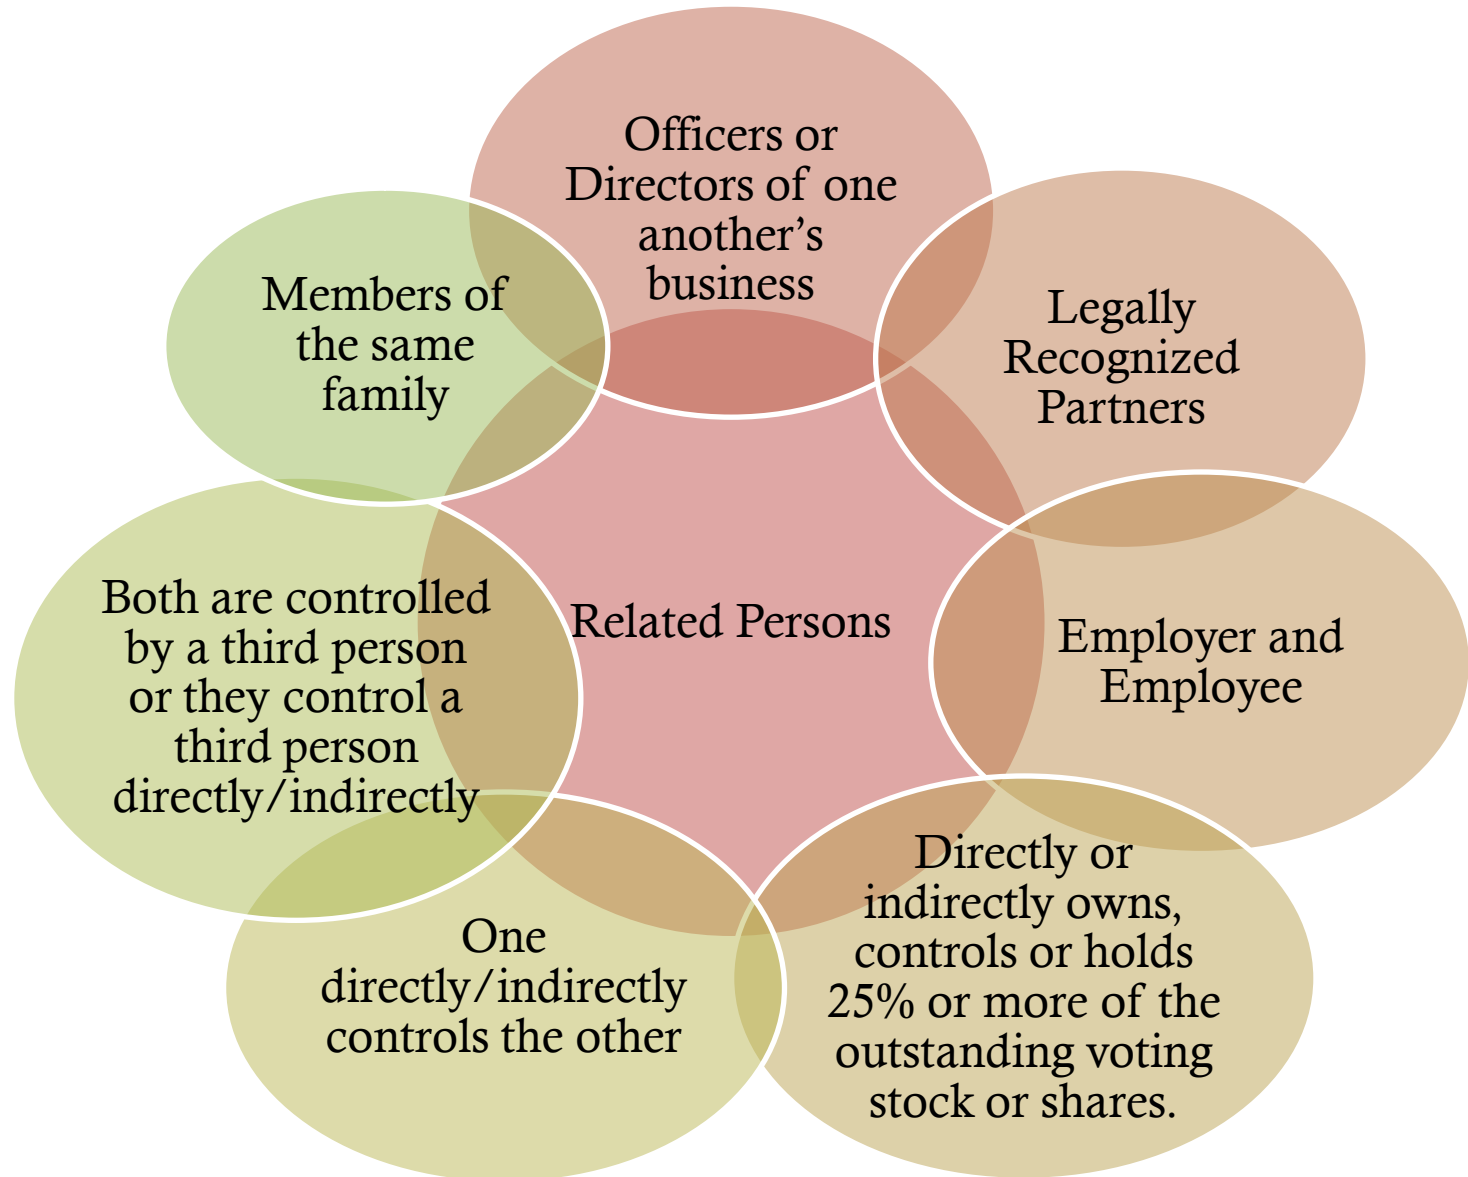 Officers or
Directors of one
another’s
business
Legally
Recognized
Partners
Employer and
Employee
Directly or
indirectly owns,
controls or holds
25% or more of the
outstanding voting
stock or shares.
One
directly/indirectly
controls the other
Both are controlled
by a third person
or they control a
third person
directly/indirectly
Members of
the same
family
Related Persons